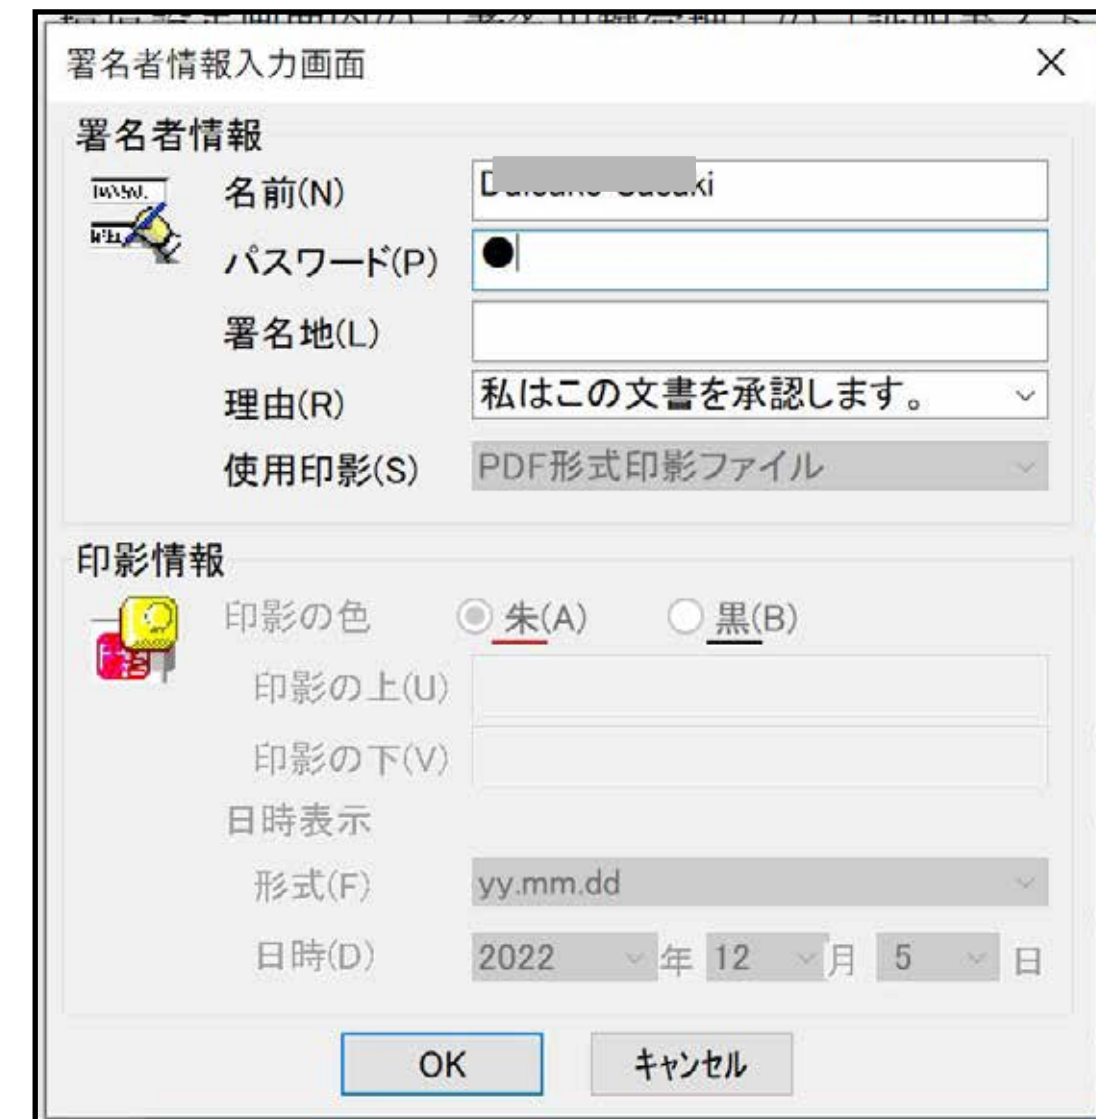 署名者情報入力画面
署名者情報
名前(N)
パスワード(P) ●
署名地(L)
理由(R) 私はこの文書を承認します。
使用印影(S) PDF形式印影ファイル
印影情報
印影の色 朱(A) 黒(B)
印影の上(U)
印影の下(V)
日時表示
形式(F) yy.mm.dd
日時(D) 2022 年 12 月 5 日
OK キャンセル